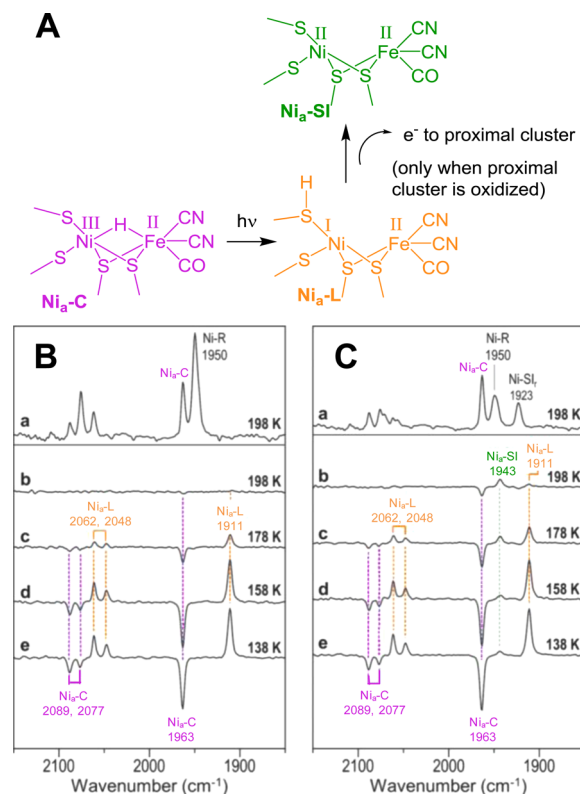 A
II
II
CN
S
Ni
Fe
CN
S
CO
S
S
Niₐ-SI
e⁻ to proximal cluster
(only when proximal
cluster is oxidized)
H
III
H
II
S
CN
S
I
II
CN
Ni
Fe
CN
hν
Ni
Fe
CN
S
CO
S
CO
S
S
S
S
Niₐ-C
Niₐ-L
B
Ni-R
1950
Niₐ-C
a
198 K
b
198 K
Niₐ-L
2062, 2048
Niₐ-L
1911
c
178 K
d
158 K
e
138 K
Niₐ-C
2089, 2077
Niₐ-C
1963
2100
2000
1900
Wavenumber (cm⁻¹)
C
Ni-R
1950
Niₐ-C
Ni-SIᵣ
1923
a
198 K
Niₐ-SI
1943
Niₐ-L
1911
b
198 K
Niₐ-L
2062, 2048
c
178 K
d
158 K
e
138 K
Niₐ-C
2089, 2077
Niₐ-C
1963
2100
2000
1900
Wavenumber (cm⁻¹)